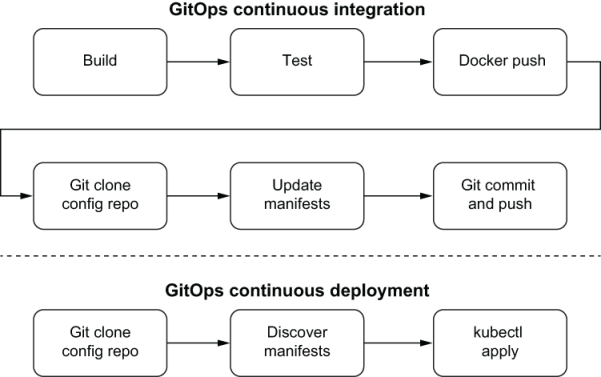 GitOps continuous integration
Build
Test
Docker push
Git clone
config repo
Update
manifests
Git commit
and push
GitOps continuous deployment
Git clone
config repo
Discover
manifests
kubectl
apply